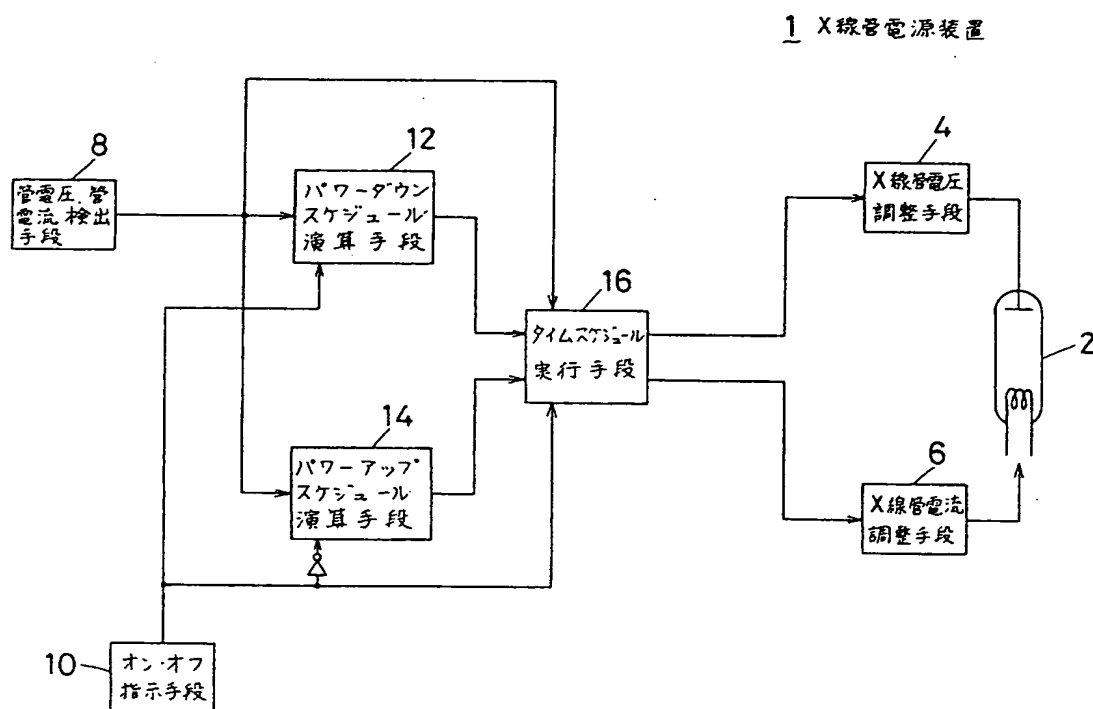 1 X線管電源装置
8
管電圧、管
電流検出
手段
12
パワーダウン
スケジュール
演算手段
4
X線管電圧
調整手段
16
タイムスケジュール
実行手段
2
14
パワーアップ
スケジュール
演算手段
6
X線管電流
調整手段
10
オン・オフ
指示手段